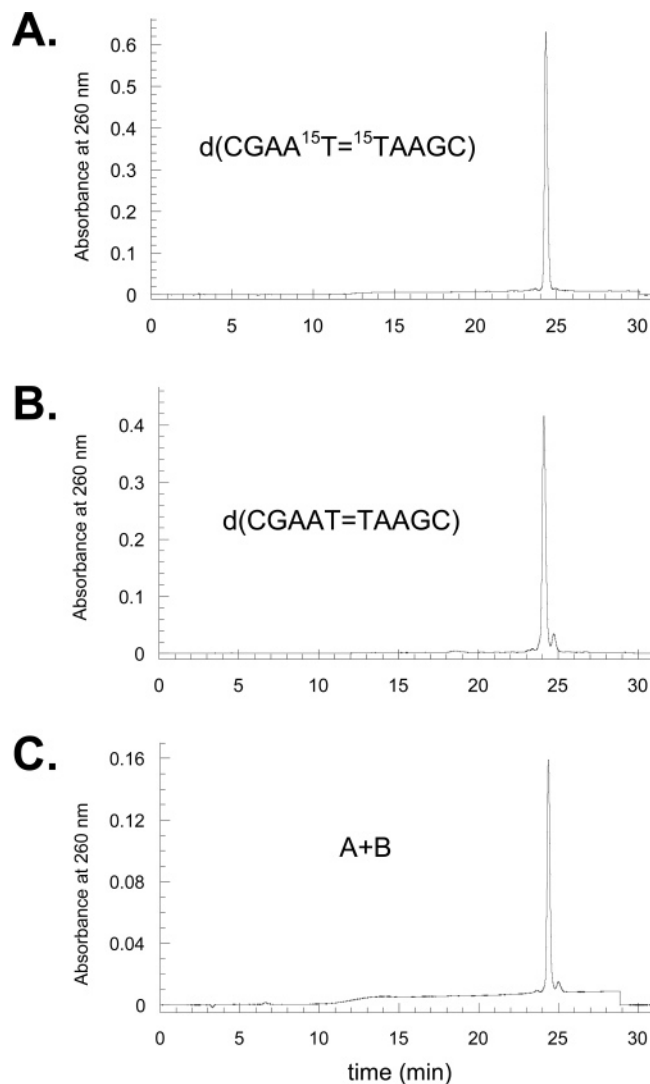 A.
Absorbance at 260 nm
0.6
0.5
0.4
0.3
0.2
0.1
0
d(CGAA¹⁵T=¹⁵TAAGC)
0 5 10 15 20 25 30
B.
Absorbance at 260 nm
0.4
0.3
0.2
0.1
0
d(CGAAT=TAAGC)
0 5 10 15 20 25 30
C.
Absorbance at 260 nm
0.16
0.12
0.08
0.04
0
A+B
0 5 10 15 20 25 30
time (min)